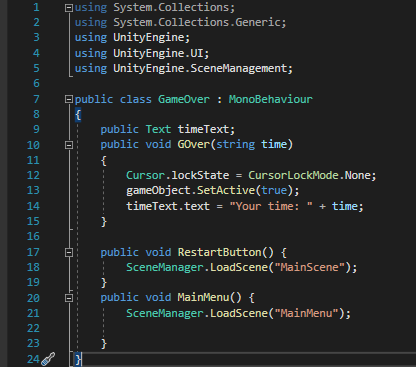 1 using System.Collections;
2 using System.Collections.Generic;
3 using UnityEngine;
4 using UnityEngine.UI;
5 using UnityEngine.SceneManagement;
6
7 public class GameOver : MonoBehaviour
8 {
9     public Text timeText;
10     public void GOver(string time)
11     {
12         Cursor.lockState = CursorLockMode.None;
13         gameObject.SetActive(true);
14         timeText.text = "Your time: " + time;
15     }
16
17     public void RestartButton() {
18         SceneManager.LoadScene("MainScene");
19     }
20     public void MainMenu() {
21         SceneManager.LoadScene("MainMenu");
22
23     }
24 }